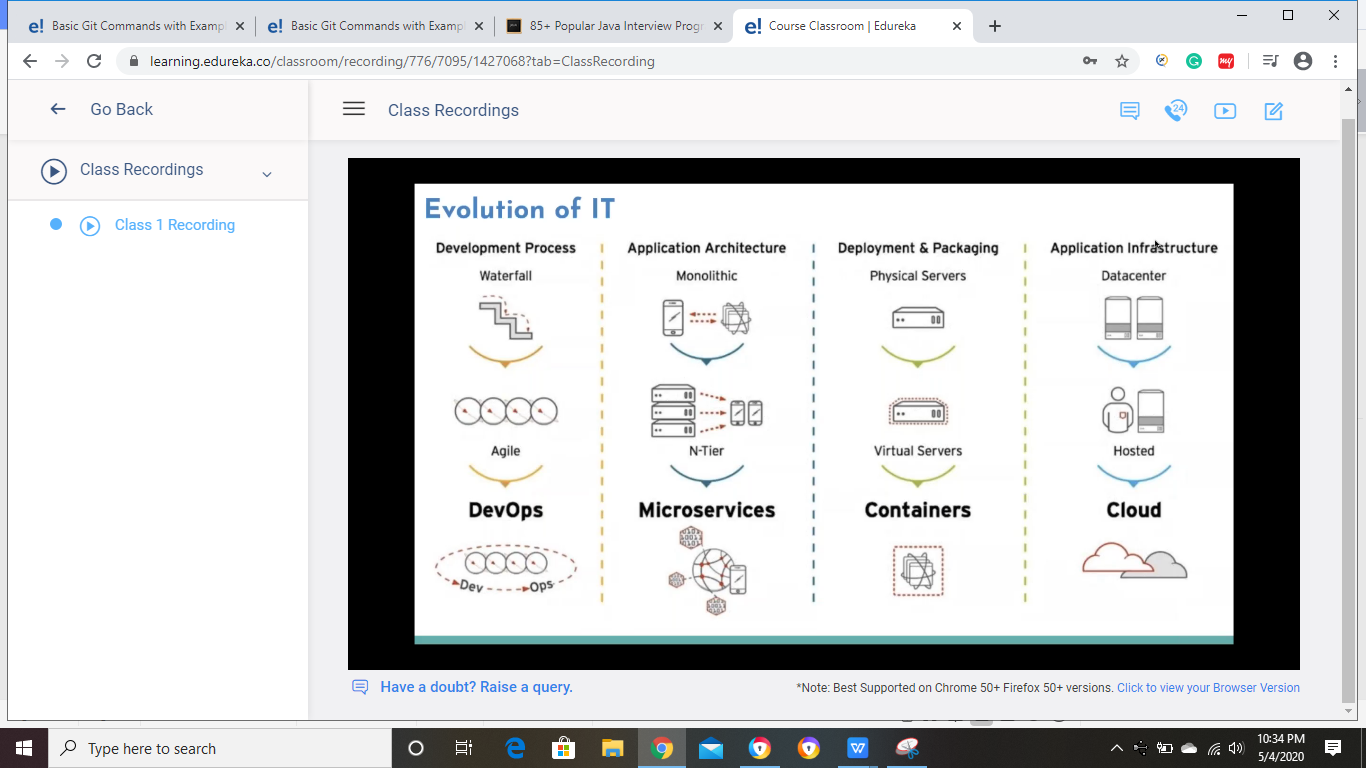 Basic Git Commands with Exampl
Basic Git Commands with Exampl
85+ Popular Java Interview Progr
e! Course Classroom | Edureka
learning.edureka.co/classroom/recording/776/7095/1427068?tab=ClassRecording
Go Back
Class Recordings
Class 1 Recording
Class Recordings
24
Evolution of IT
Development Process
Application Architecture
Deployment & Packaging
Application Infrastructure
Waterfall
Monolithic
Physical Servers
Datacenter
Agile
N-Tier
Virtual Servers
Hosted
DevOps
Microservices
Containers
Cloud
Dev
Ops
Have a doubt? Raise a query.
*Note: Best Supported on Chrome 50+ Firefox 50+ versions. Click to view your Browser Version
Type here to search
10:34 PM
5/4/2020